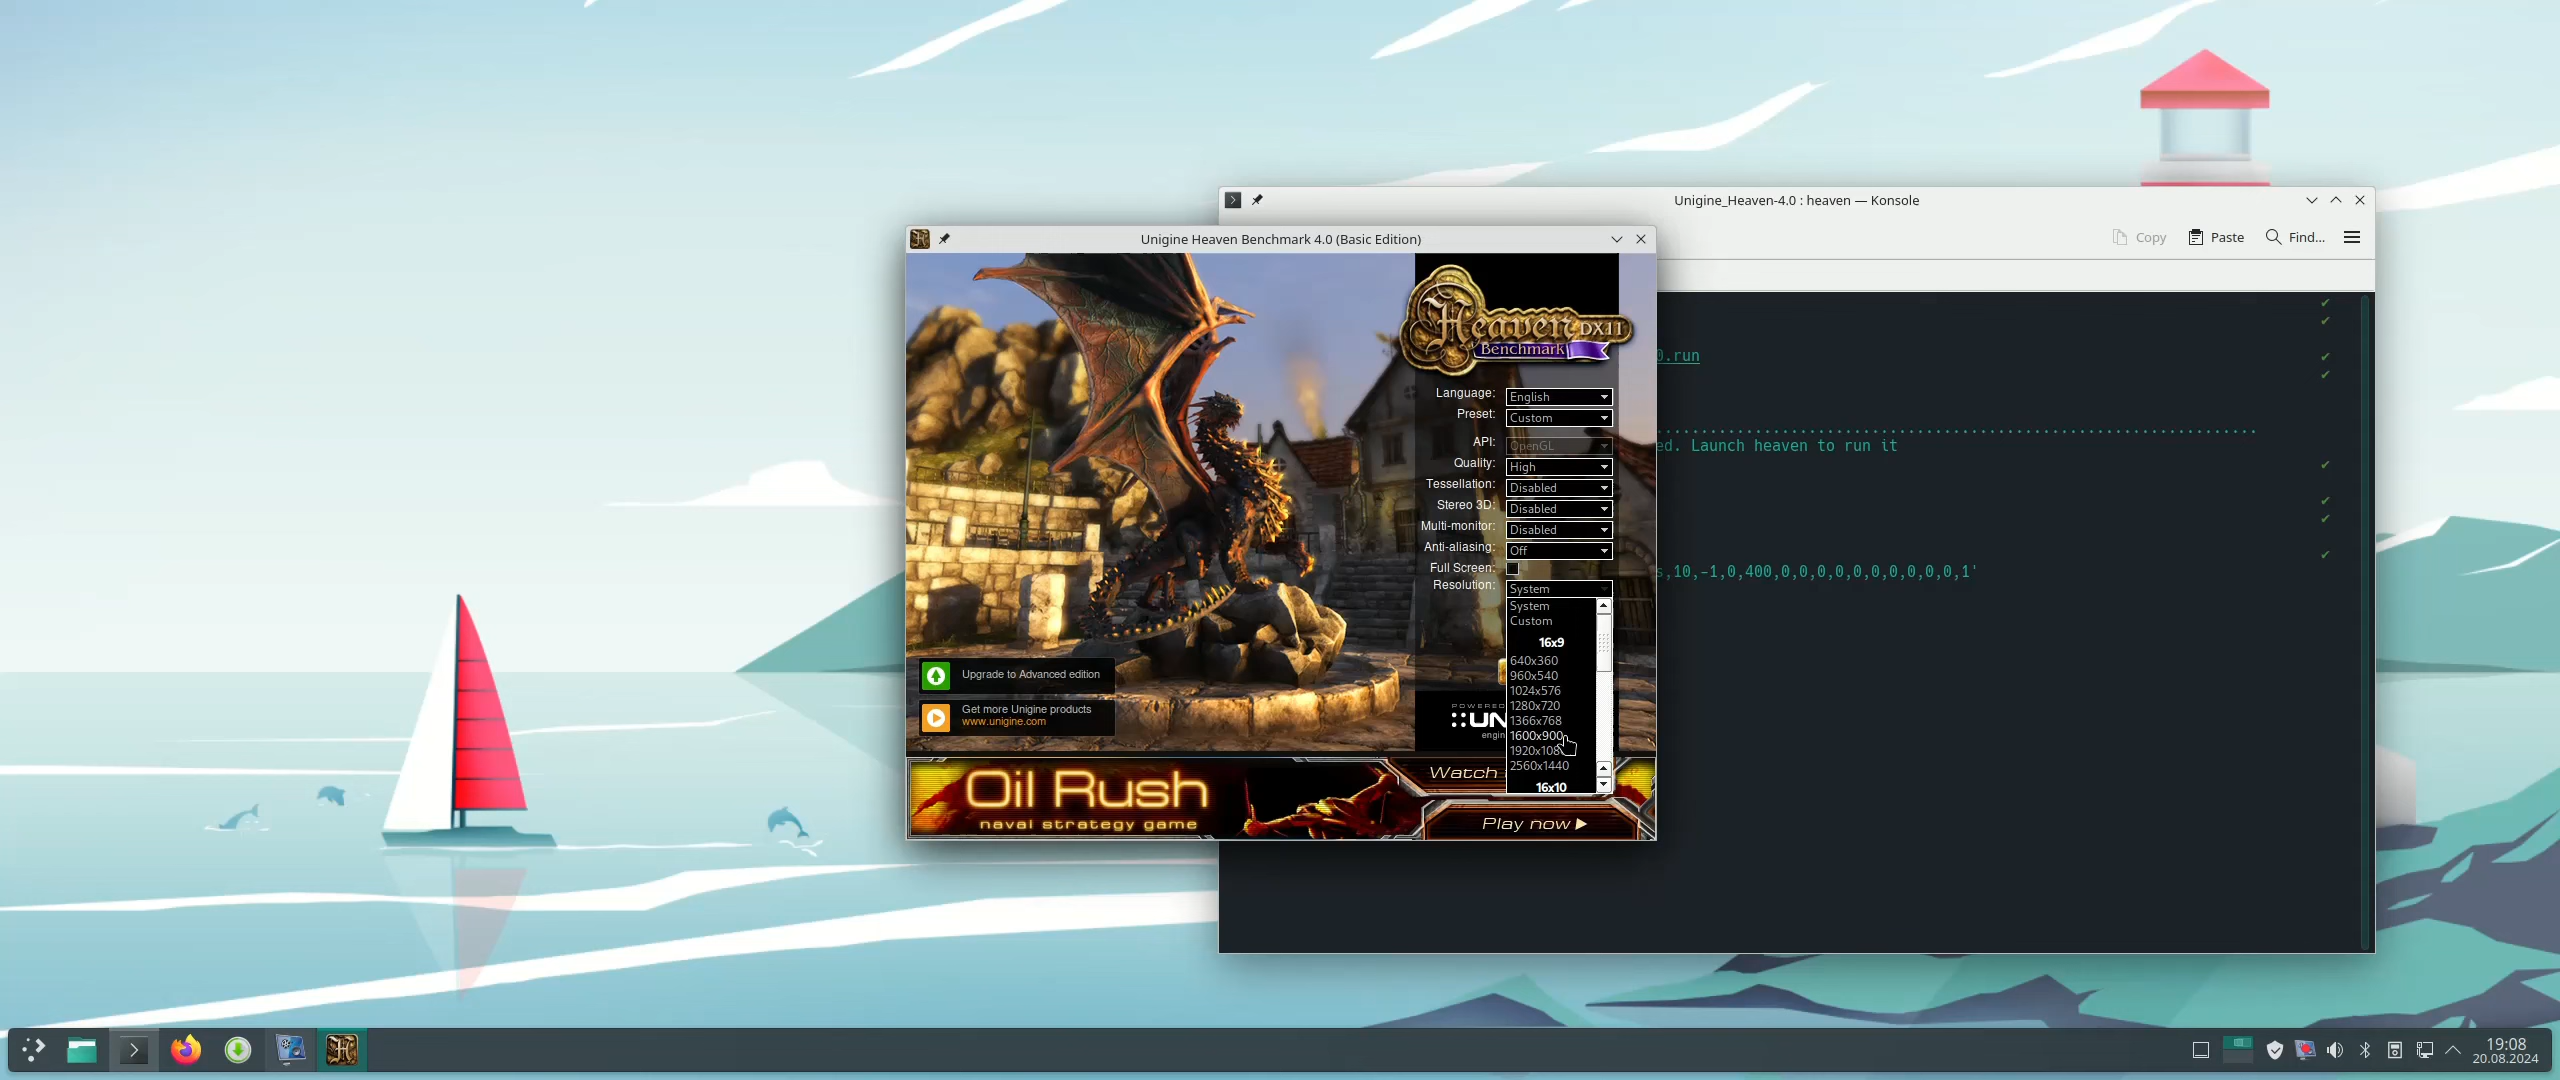 Unigine_Heaven-4.0 : heaven — Konsole
Copy
Paste
Find...
Unigine Heaven Benchmark 4.0 (Basic Edition)
Heaven DX11
Benchmark
Language: English
Preset: Custom
API: OpenGL
Quality: High
Tessellation: Disabled
Stereo 3D: Disabled
Multi-monitor: Disabled
Anti-aliasing: Off
Full Screen:
Resolution: System
System
Custom
16x9
640x360
960x540
1024x576
1280x720
1366x768
1600x900
1920x108
2560x1440
16x10
Upgrade to Advanced edition
Get more Unigine products
www.unigine.com
POWERED
UN
engin
Oil Rush
naval strategy game
Watch
Play now
0.run
ed. Launch heaven to run it
s,10,-1,0,400,0,0,0,0,0,0,0,0,0,1'
19:08
20.08.2024